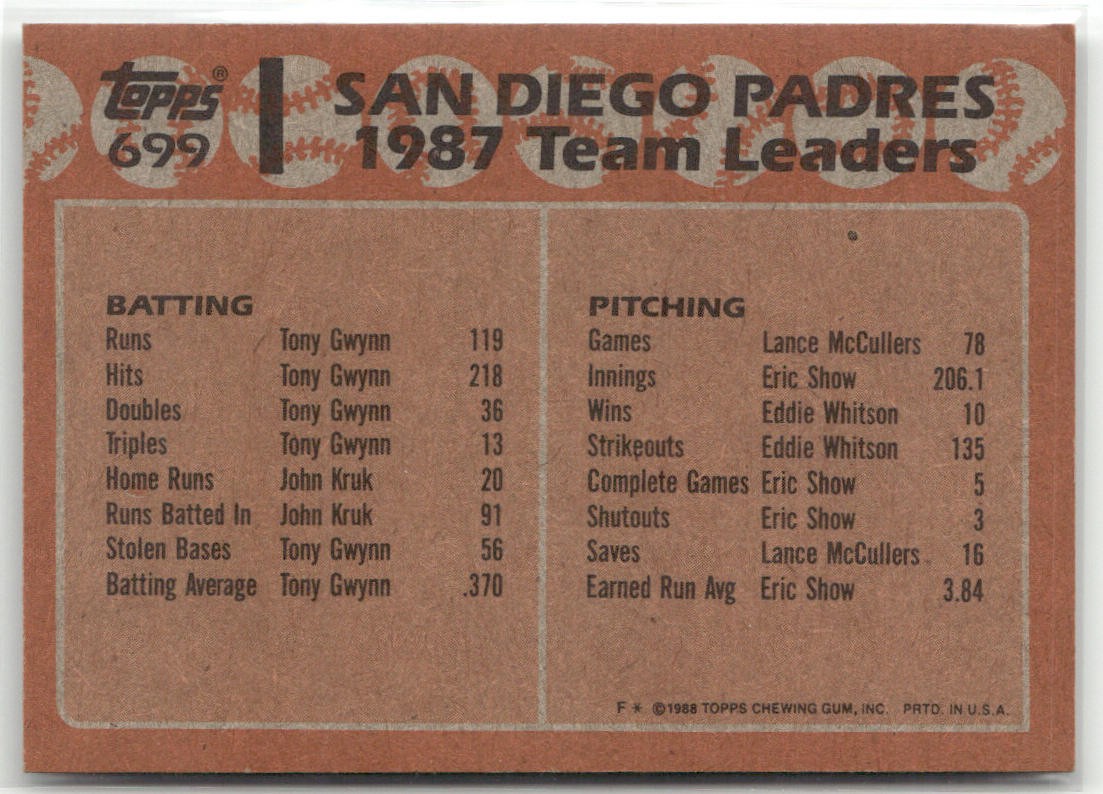 Topps®
699
SAN DIEGO PADRES
1987 Team Leaders
BATTING
Runs Tony Gwynn 119
Hits Tony Gwynn 218
Doubles Tony Gwynn 36
Triples Tony Gwynn 13
Home Runs John Kruk 20
Runs Batted In John Kruk 91
Stolen Bases Tony Gwynn 56
Batting Average Tony Gwynn .370
PITCHING
Games Lance McCullers 78
Innings Eric Show 206.1
Wins Eddie Whitson 10
Strikeouts Eddie Whitson 135
Complete Games Eric Show 5
Shutouts Eric Show 3
Saves Lance McCullers 16
Earned Run Avg Eric Show 3.84
F * ©1988 TOPPS CHEWING GUM, INC. PRTD. IN U.S.A.